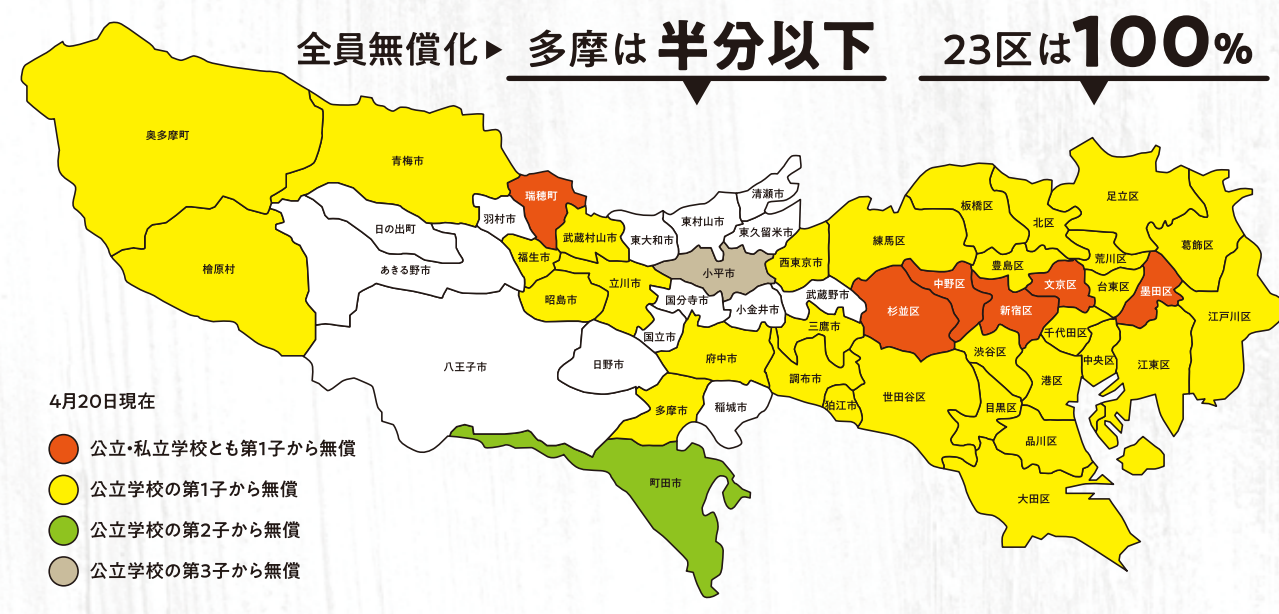 全員無償化▶ 多摩は 半分以下 23区は100%
奥多摩町
青梅市
瑞穂町
羽村市
日の出町
あきる野市
檜原村
福生市
武蔵村山市
昭島市
立川市
東大和市
東村山市
清瀬市
東久留米市
小平市
西東京市
国分寺市
小金井市
武蔵野市
国立市
三鷹市
八王子市
日野市
府中市
調布市
狛江市
多摩市
稲城市
町田市
練馬区
板橋区
北区
足立区
葛飾区
荒川区
豊島区
中野区
文京区
台東区
墨田区
江戸川区
杉並区
新宿区
千代田区
渋谷区
中央区
江東区
港区
世田谷区
目黒区
品川区
大田区
4月20日現在
公立・私立学校とも第1子から無償
公立学校の第1子から無償
公立学校の第2子から無償
公立学校の第3子から無償